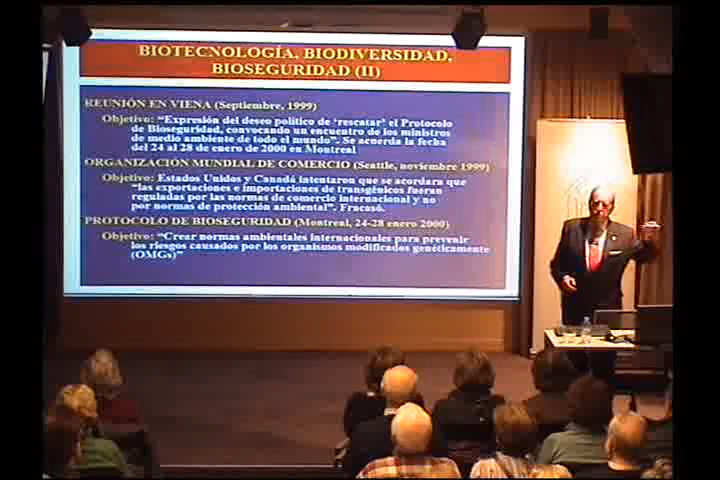 BIOTECNOLOGÍA, BIODIVERSIDAD,
BIOSEGURIDAD (II)
REUNIÓN EN VIENA (Septiembre, 1999)
Objetivo: “Expresión del deseo político de ‘rescatar’ el Protocolo
de Bioseguridad, convocando un encuentro de los ministros
de medio ambiente de todo el mundo”. Se acuerda la fecha
del 24 al 28 de enero de 2000 en Montreal
ORGANIZACIÓN MUNDIAL DE COMERCIO (Seattle, noviembre 1999)
Objetivo: Estados Unidos y Canadá intentaron que se acordara que
“las exportaciones e importaciones de transgénicos fueran
reguladas por las normas de comercio internacional y no
por normas de protección ambiental”. Fracasó.
PROTOCOLO DE BIOSEGURIDAD (Montreal, 24-28 enero 2000)
Objetivo: “Crear normas ambientales internacionales para prevenir
los riesgos causados por los organismos modificados genéticamente
(OMGs)”